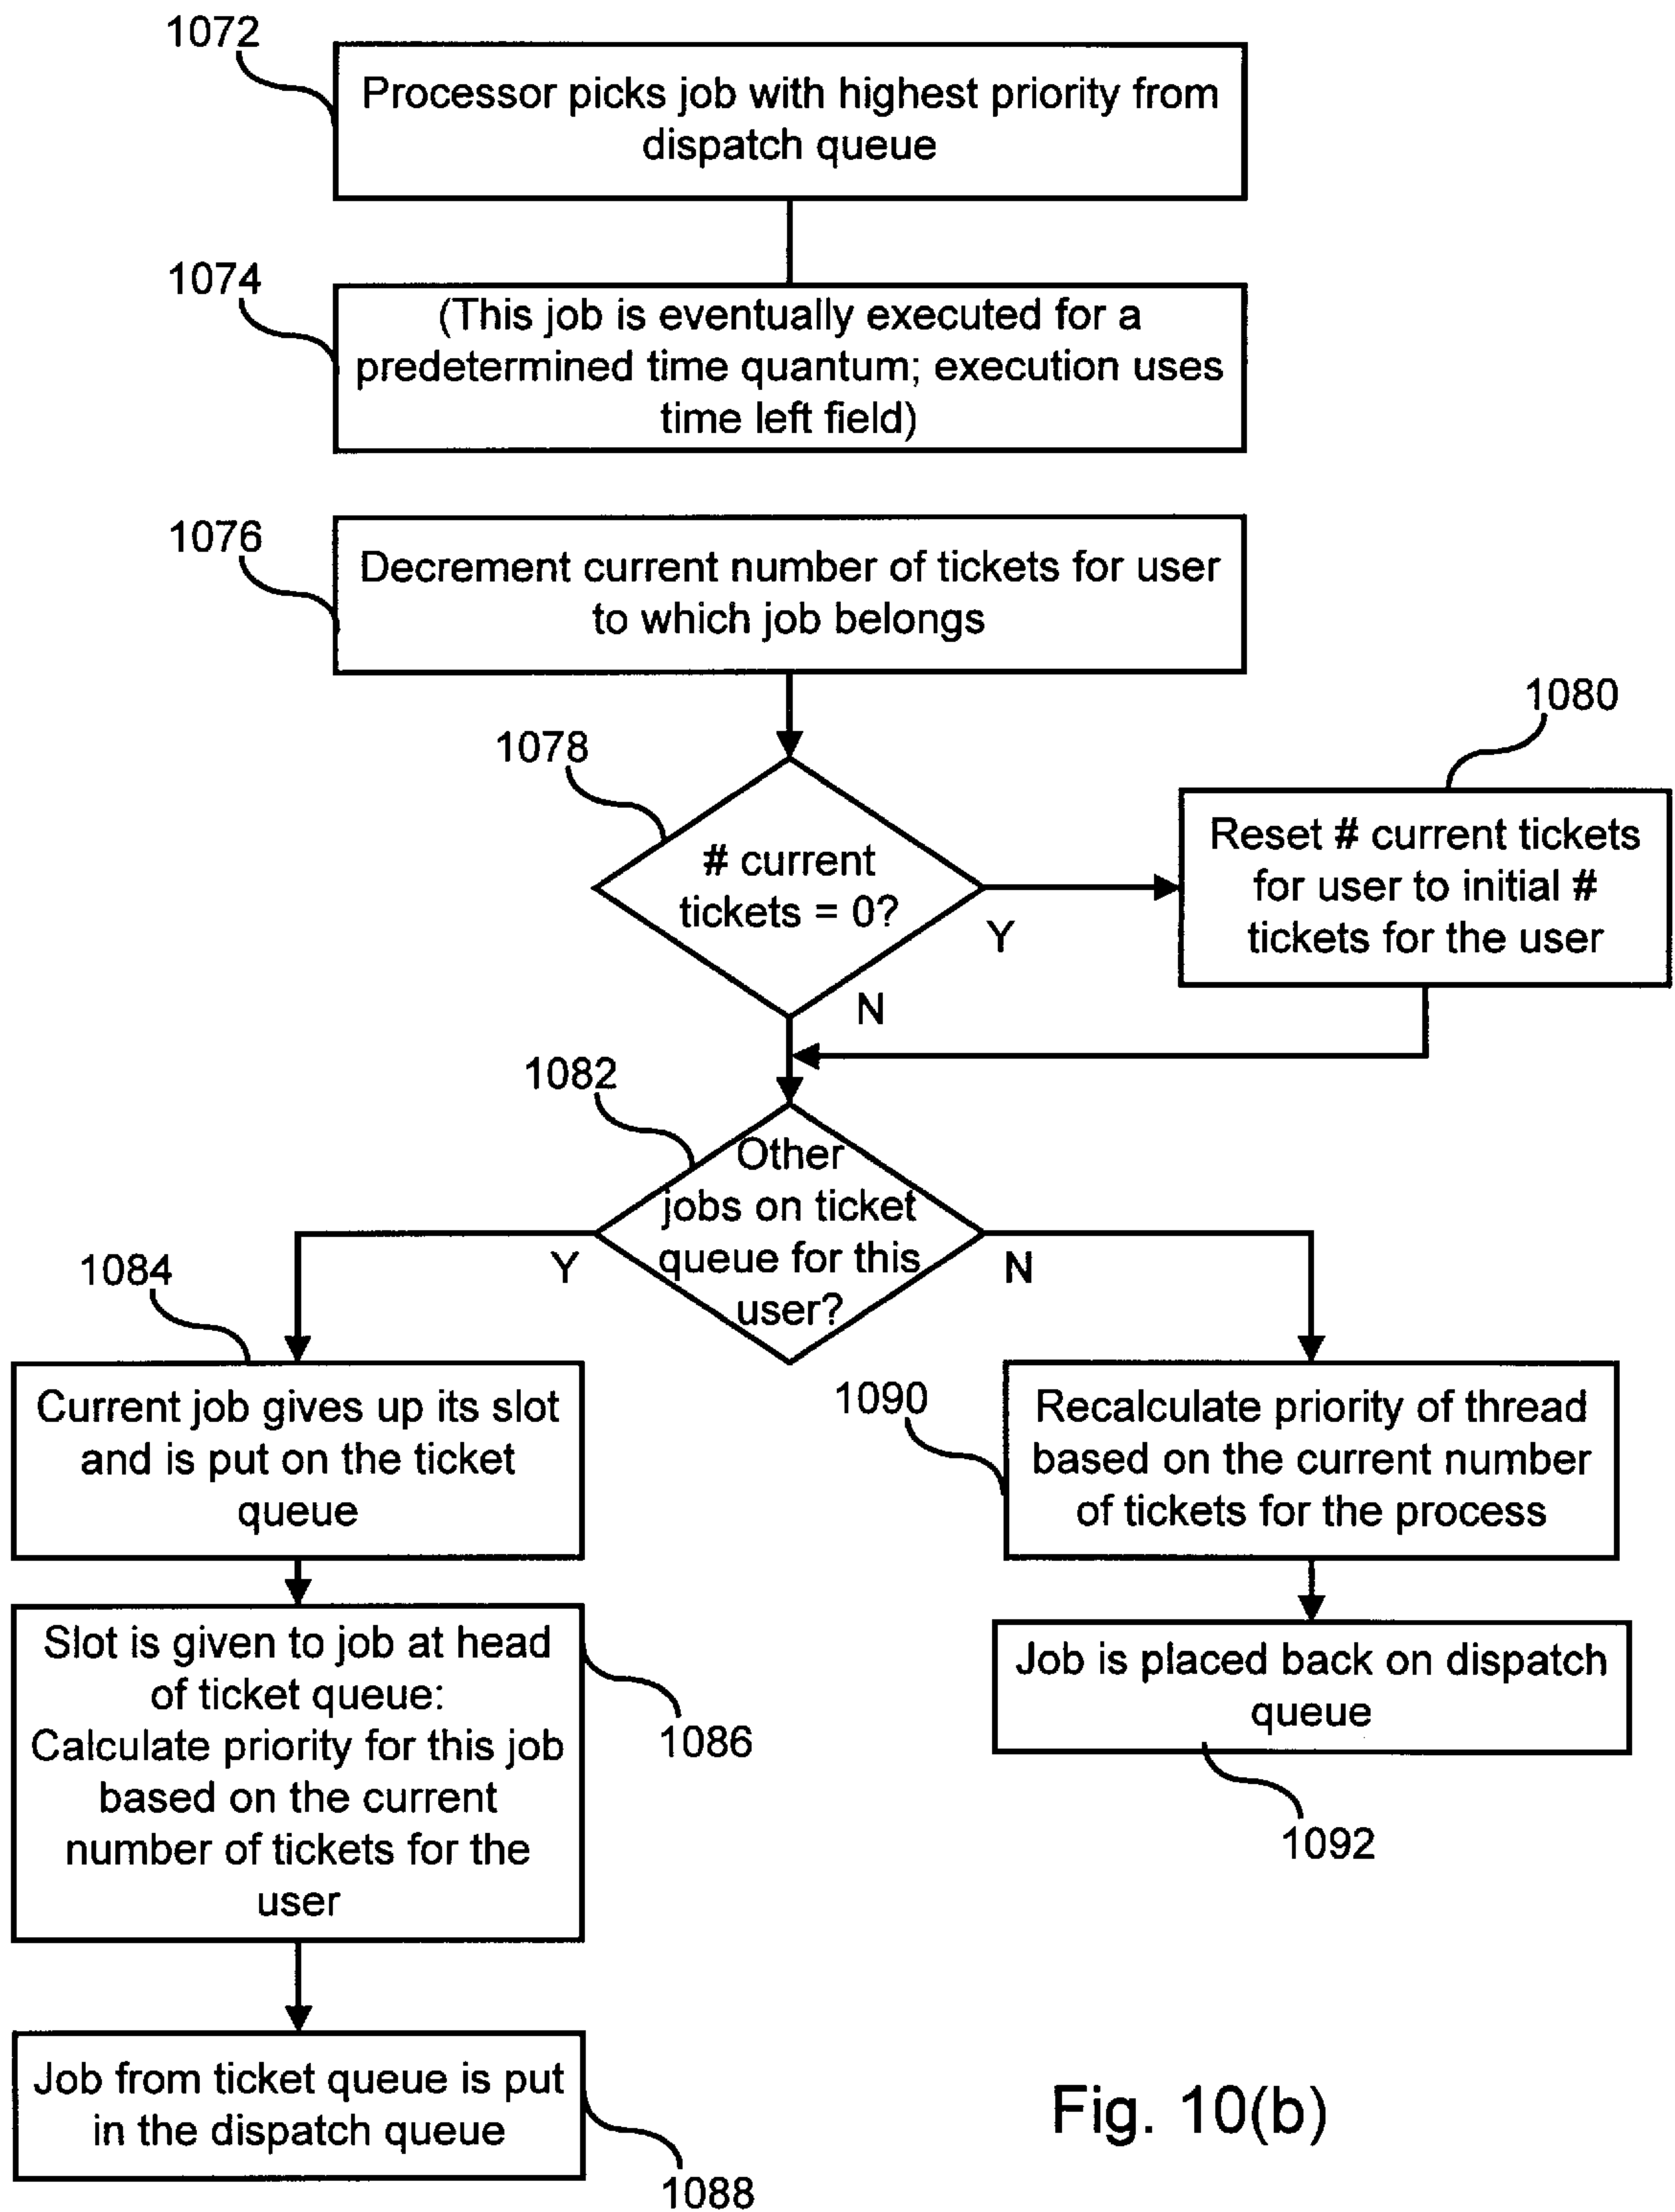 1072
Processor picks job with highest priority from
dispatch queue
1074
(This job is eventually executed for a
predetermined time quantum; execution uses
time left field)
1076
Decrement current number of tickets for user
to which job belongs
1078
# current
tickets = 0?
Y
N
1080
Reset # current tickets
for user to initial #
tickets for the user
1082
Other
jobs on ticket
queue for this
user?
Y
N
1084
Current job gives up its slot
and is put on the ticket
queue
Slot is given to job at head
of ticket queue:
Calculate priority for this job
based on the current
number of tickets for the
user
1086
Job from ticket queue is put
in the dispatch queue
1088
1090
Recalculate priority of thread
based on the current number
of tickets for the process
Job is placed back on dispatch
queue
1092
Fig. 10(b)